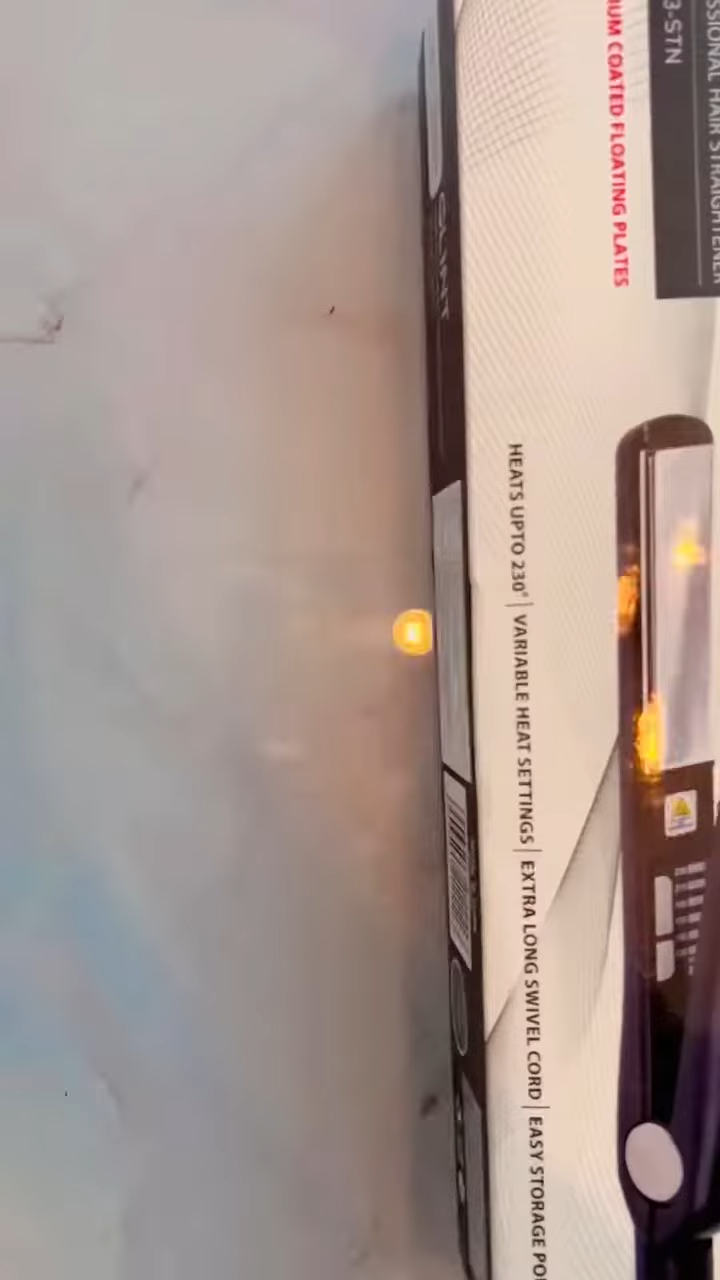 SSIONAL HAIR STRAIGHTENER
3-STN
UM COATED FLOATING PLATES
HEATS UPTO 230° | VARIABLE HEAT SETTINGS | EXTRA LONG SWIVEL CORD | EASY STORAGE PO